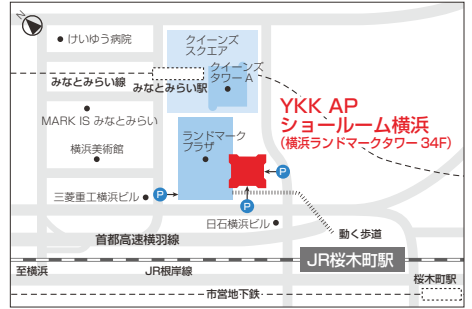 N
けいゆう病院
クイーンズ
スクエア
クイーンズ
タワー A
みなとみらい線
みなとみらい駅
MARK IS みなとみらい
横浜美術館
YKK AP
ショールーム横浜
(横浜ランドマークタワー 34F)
ランドマーク
プラザ
P
三菱重工横浜ビル
P
P
日石横浜ビル
首都高速横羽線
動く歩道
JR桜木町駅
至横浜
JR根岸線
桜木町駅
市営地下鉄